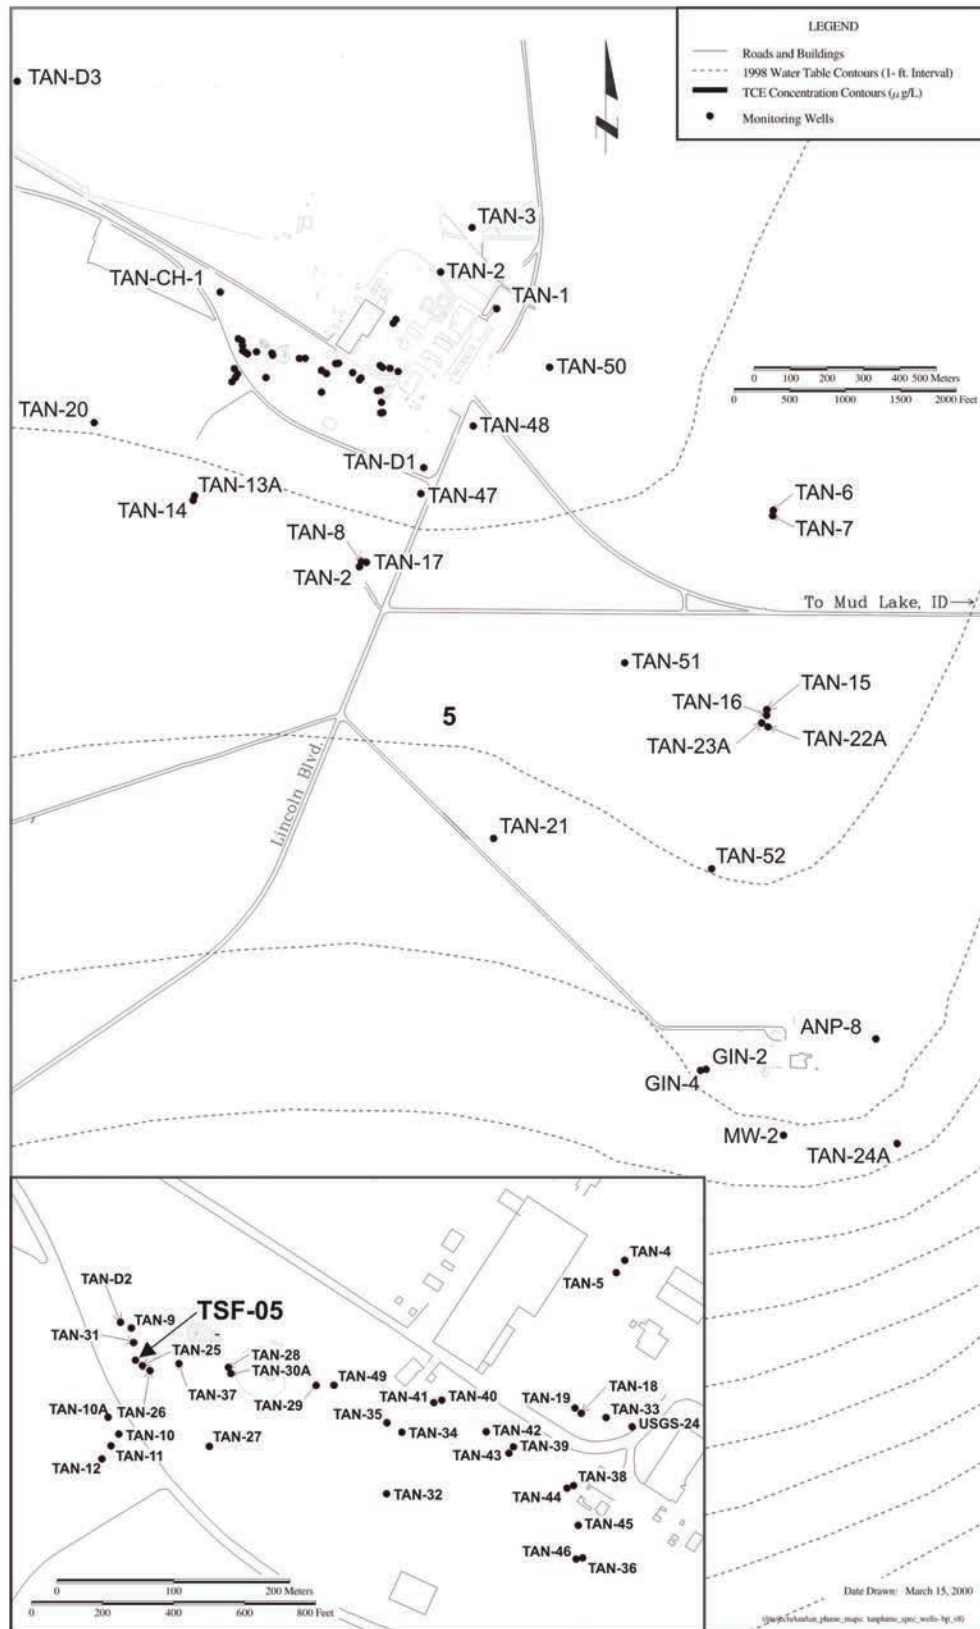 LEGEND
Roads and Buildings
1998 Water Table Contours (1- ft. Interval)
TCE Concentration Contours (µg/L)
Monitoring Wells
TAN-D3
N
TAN-3
TAN-2
TAN-CH-1
TAN-1
TAN-50
0 100 200 300 400 500 Meters
0 500 1000 1500 2000 Feet
TAN-20
TAN-48
TAN-D1
TAN-13A
TAN-14
TAN-47
TAN-6
TAN-7
TAN-8
TAN-17
TAN-2
To Mud Lake, ID
TAN-51
TAN-15
TAN-16
TAN-23A
TAN-22A
5
Lincoln Blvd.
TAN-21
TAN-52
ANP-8
GIN-2
GIN-4
MW-2
TAN-24A
TAN-4
TAN-5
TAN-D2
TAN-9
TSF-05
TAN-31
TAN-25
TAN-28
TAN-30A
TAN-37
TAN-29
TAN-49
TAN-41
TAN-40
TAN-19
TAN-18
TAN-33
USGS-24
TAN-10A
TAN-26
TAN-35
TAN-34
TAN-42
TAN-10
TAN-27
TAN-39
TAN-43
TAN-11
TAN-12
TAN-32
TAN-38
TAN-44
TAN-45
TAN-46
TAN-36
0 100 200 Meters
0 200 400 600 800 Feet
Date Drawn: March 15, 2000